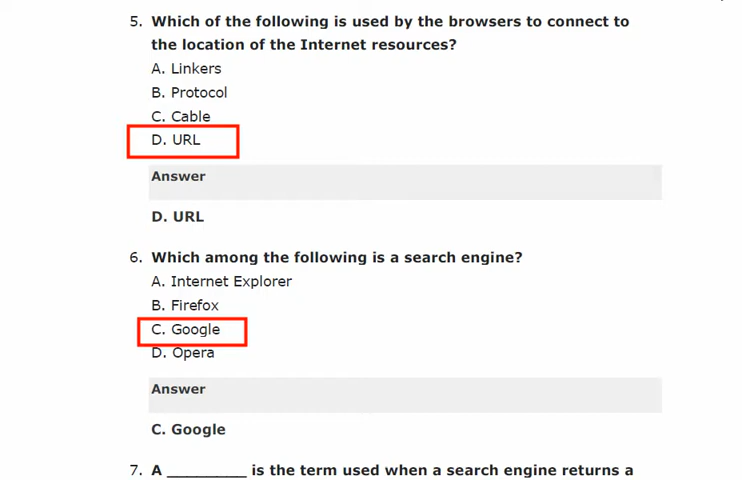 5. Which of the following is used by the browsers to connect to
the location of the Internet resources?
A. Linkers
B. Protocol
C. Cable
D. URL
Answer
D. URL
6. Which among the following is a search engine?
A. Internet Explorer
B. Firefox
C. Google
D. Opera
Answer
C. Google
7. A ________ is the term used when a search engine returns a